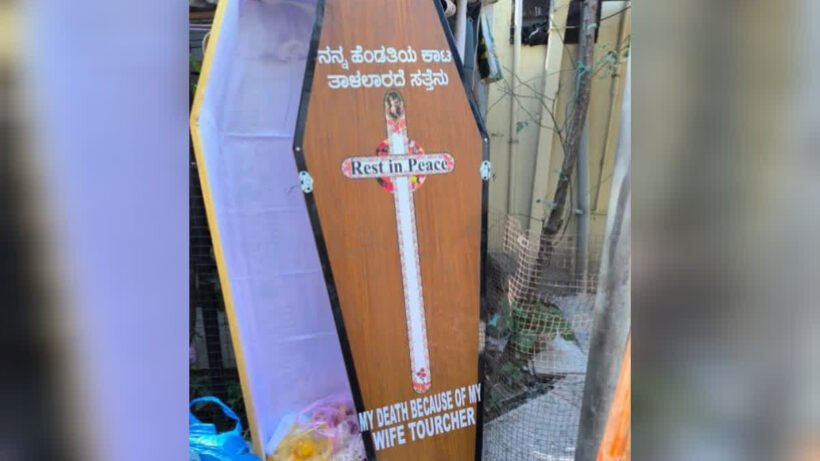 ನನ್ನ ಹೆಂಡತಿಯ ಕಾಟ
ತಾಳಲಾರದೆ ಸತ್ತೆನು
Rest in Peace
MY DEATH BECAUSE OF MY
WIFE TOURCHER